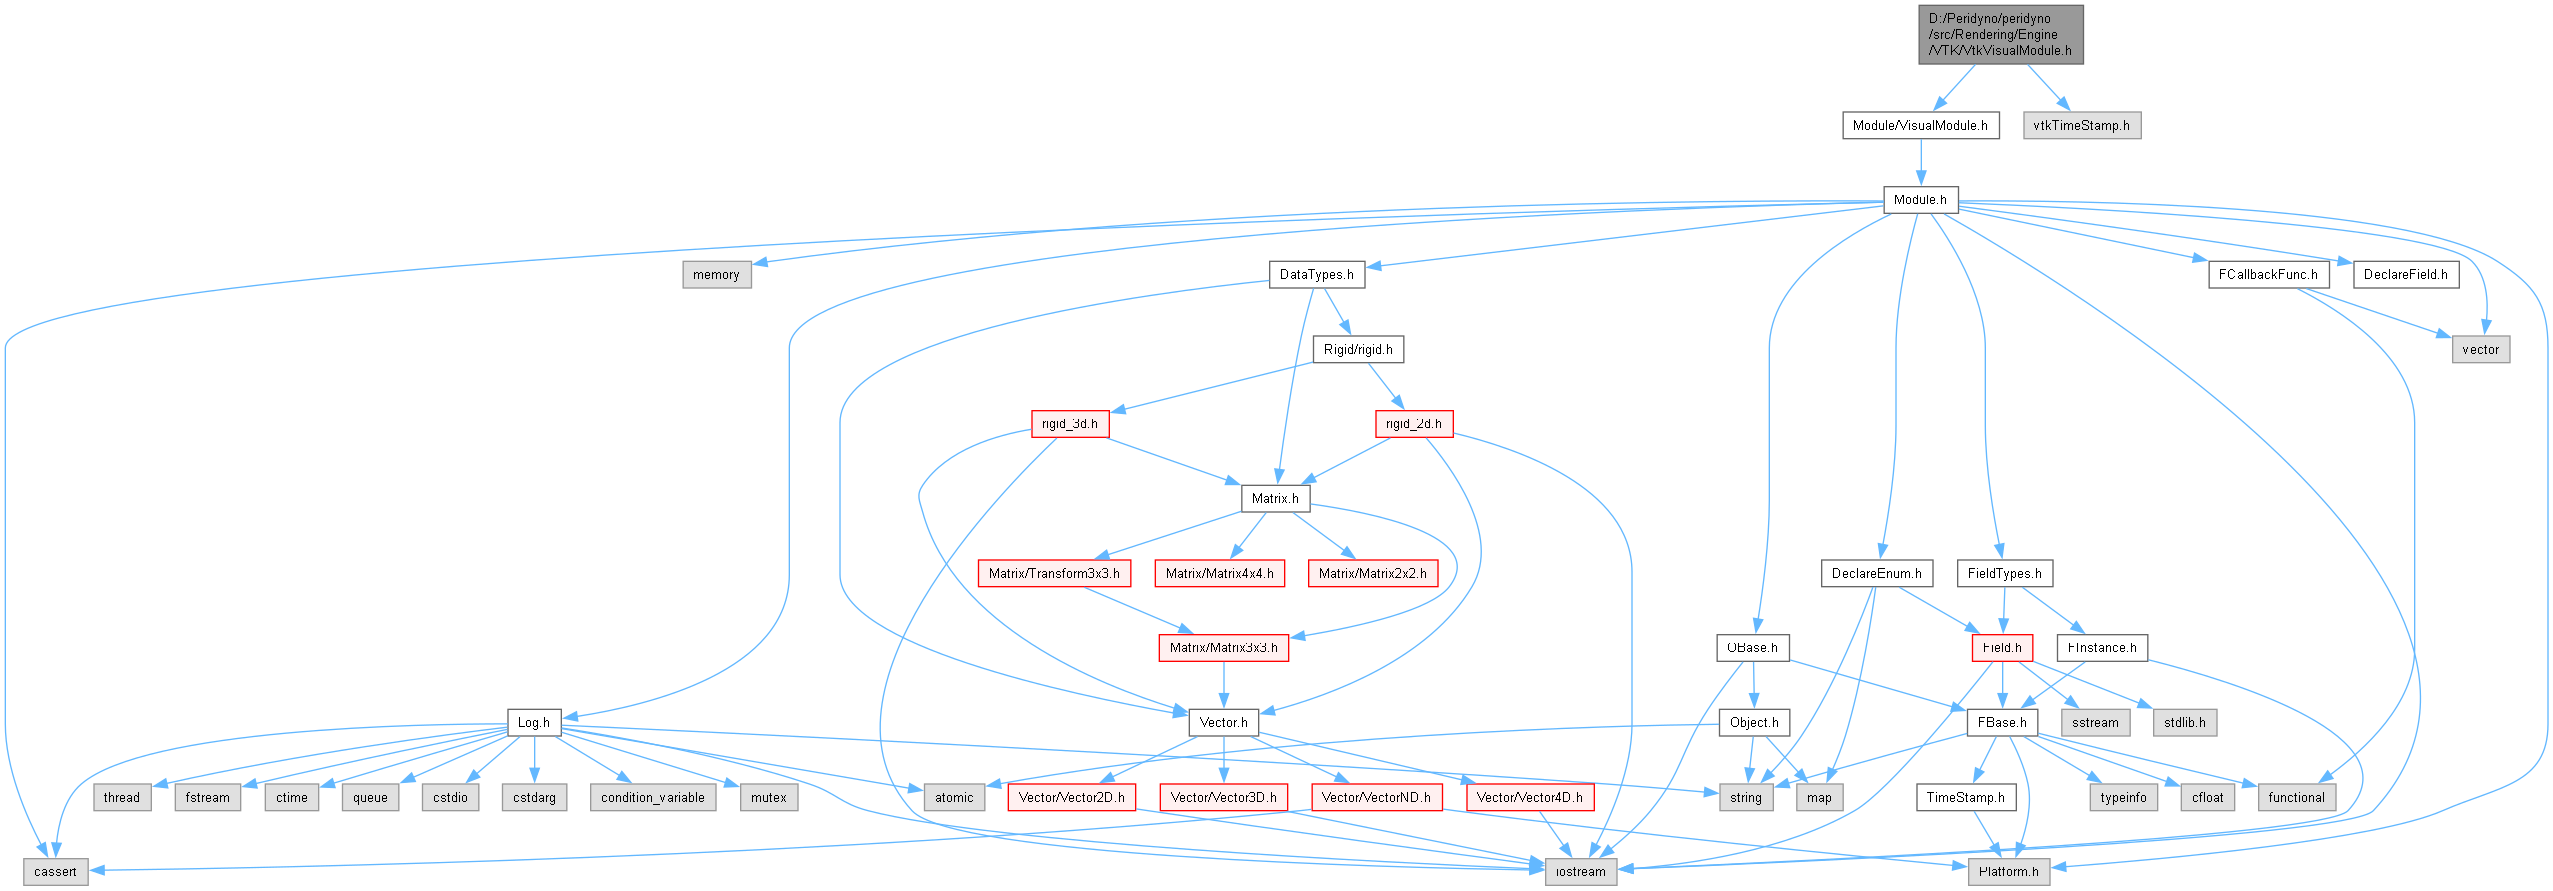 D:/Peridyno/peridyno
/src/Rendering/Engine
/VTK/VtkVisualModule.h
Module/VisualModule.h
vtkTimeStamp.h
Module.h
memory
DataTypes.h
FCallbackFunc.h
DeclareField.h
Rigid/rigid.h
vector
rigid_3d.h
rigid_2d.h
Matrix.h
Matrix/Transform3x3.h
Matrix/Matrix4x4.h
Matrix/Matrix2x2.h
DeclareEnum.h
FieldTypes.h
Matrix/Matrix3x3.h
OBase.h
Field.h
FInstance.h
Log.h
Vector.h
Object.h
FBase.h
sstream
stdlib.h
thread
fstream
ctime
queue
cstdio
cstdarg
condition_variable
mutex
atomic
Vector/Vector2D.h
Vector/Vector3D.h
Vector/VectorND.h
Vector/Vector4D.h
string
map
TimeStamp.h
typeinfo
cfloat
functional
cassert
iostream
Platform.h